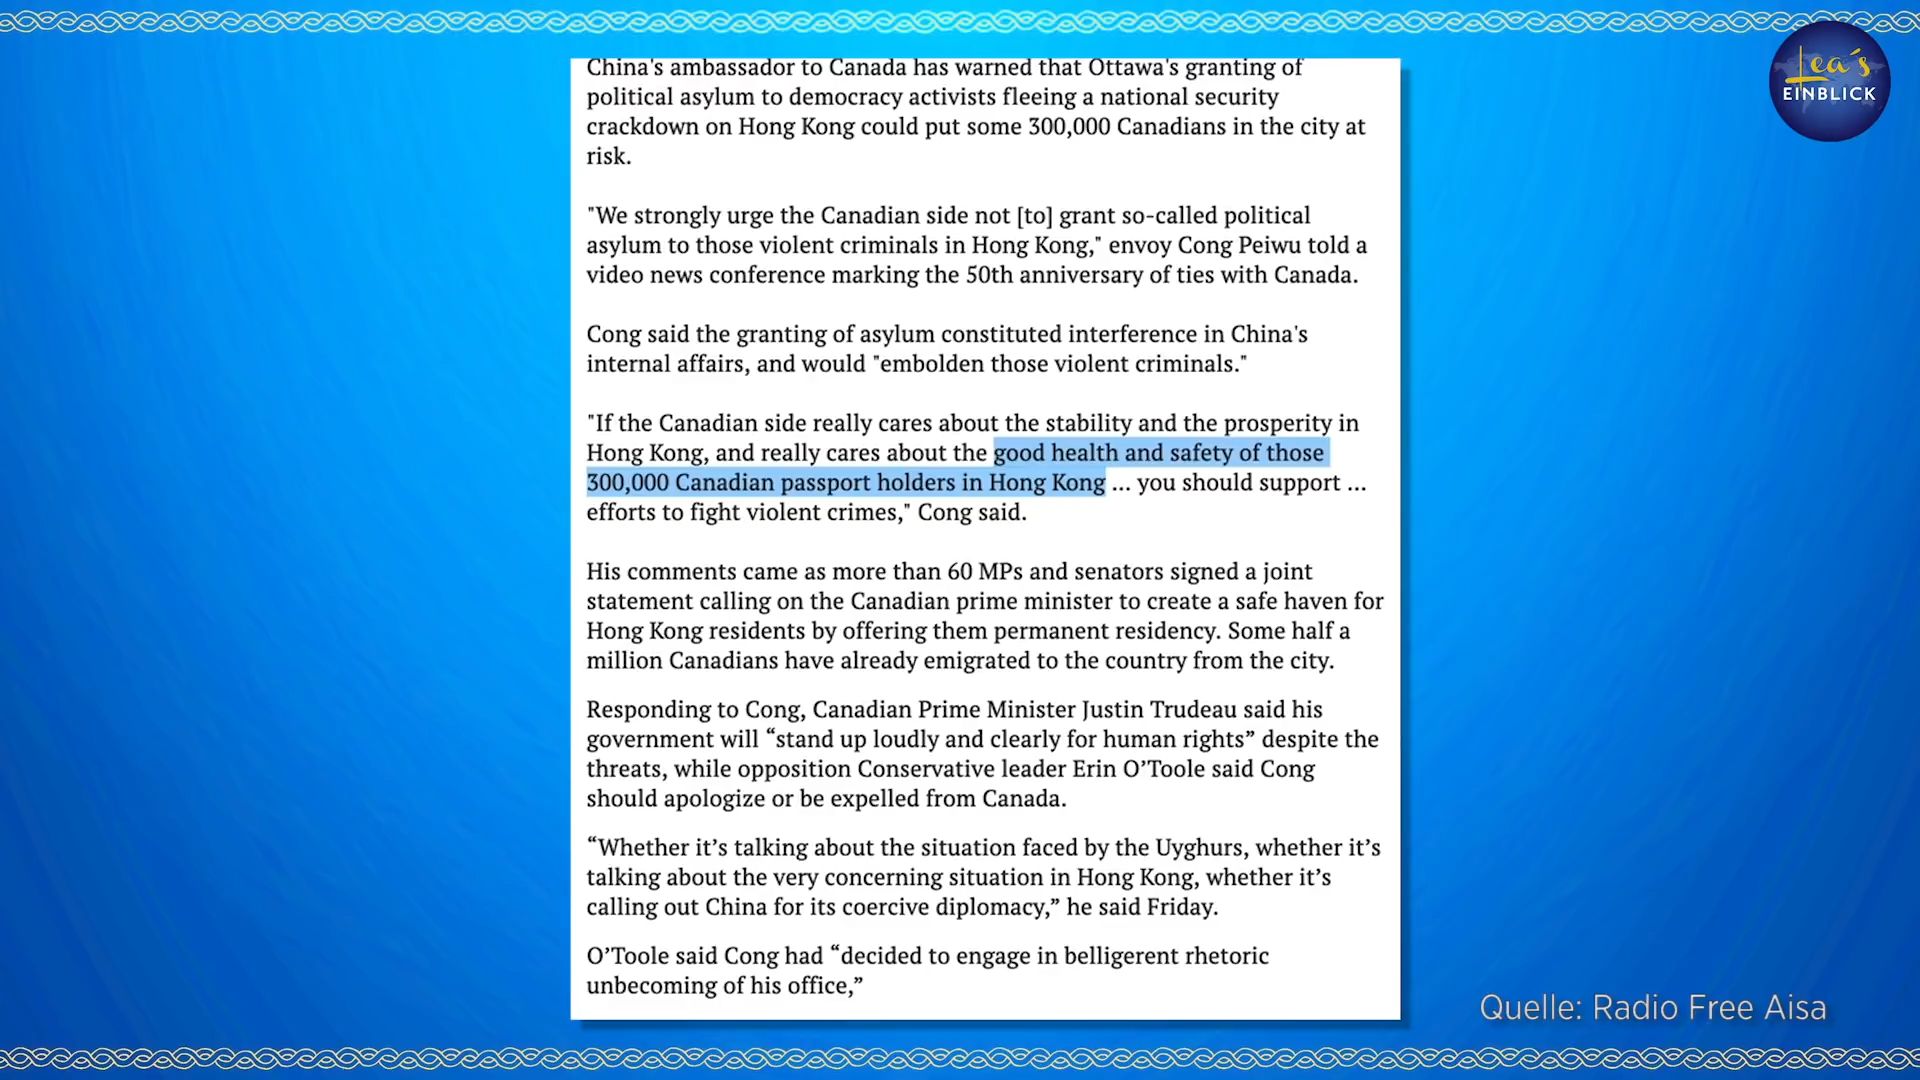 Lea's
EINBLICK
China's ambassador to Canada has warned that Ottawa's granting of
political asylum to democracy activists fleeing a national security
crackdown on Hong Kong could put some 300,000 Canadians in the city at
risk.
"We strongly urge the Canadian side not [to] grant so-called political
asylum to those violent criminals in Hong Kong," envoy Cong Peiwu told a
video news conference marking the 50th anniversary of ties with Canada.
Cong said the granting of asylum constituted interference in China's
internal affairs, and would "embolden those violent criminals."
"If the Canadian side really cares about the stability and the prosperity in
Hong Kong, and really cares about the good health and safety of those
300,000 Canadian passport holders in Hong Kong ... you should support ...
efforts to fight violent crimes," Cong said.
His comments came as more than 60 MPs and senators signed a joint
statement calling on the Canadian prime minister to create a safe haven for
Hong Kong residents by offering them permanent residency. Some half a
million Canadians have already emigrated to the country from the city.
Responding to Cong, Canadian Prime Minister Justin Trudeau said his
government will “stand up loudly and clearly for human rights” despite the
threats, while opposition Conservative leader Erin O’Toole said Cong
should apologize or be expelled from Canada.
“Whether it’s talking about the situation faced by the Uyghurs, whether it’s
talking about the very concerning situation in Hong Kong, whether it’s
calling out China for its coercive diplomacy,” he said Friday.
O’Toole said Cong had “decided to engage in belligerent rhetoric
unbecoming of his office,”
Quelle: Radio Free Aisa